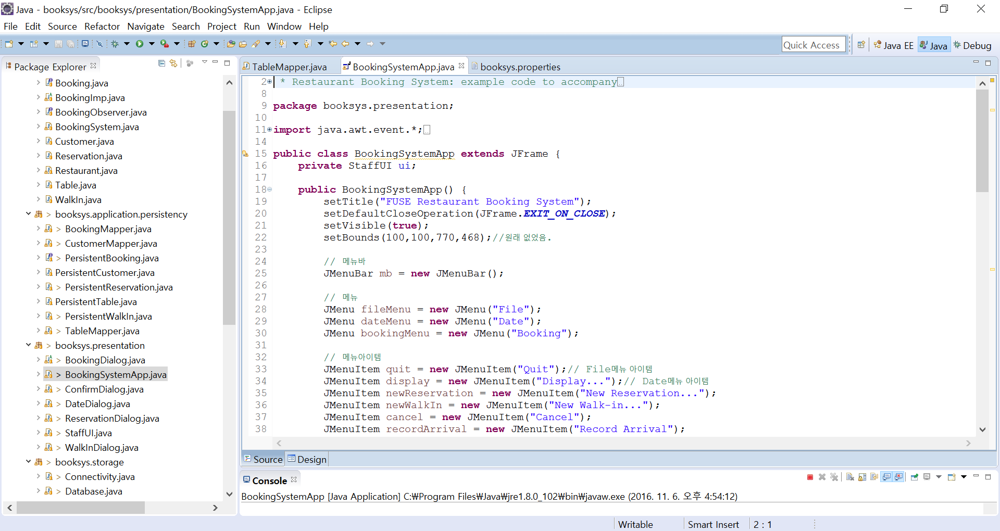 Java - booksys/src/booksys/presentation/BookingSystemApp.java - Eclipse
File Edit Source Refactor Navigate Search Project Run Window Help
Quick Access
Java EE
Java
Debug
Package Explorer
Booking.java
BookingImp.java
BookingObserver.java
BookingSystem.java
Customer.java
Reservation.java
Restaurant.java
Table.java
WalkIn.java
> booksys.application.persistency
> BookingMapper.java
> CustomerMapper.java
> PersistentBooking.java
PersistentCustomer.java
> PersistentReservation.java
PersistentTable.java
> PersistentWalkIn.java
> TableMapper.java
> booksys.presentation
> BookingDialog.java
> BookingSystemApp.java
> ConfirmDialog.java
> DateDialog.java
> ReservationDialog.java
> StaffUI.java
> WalkInDialog.java
> booksys.storage
> Connectivity.java
> Database.java
TableMapper.java
BookingSystemApp.java
booksys.properties
2 * Restaurant Booking System: example code to accompany
8
9 package booksys.presentation;
10
11 import java.awt.event.*;
14
15 public class BookingSystemApp extends JFrame {
16 private StaffUI ui;
17
18 public BookingSystemApp() {
19 setTitle("FUSE Restaurant Booking System");
20 setDefaultCloseOperation(JFrame.EXIT_ON_CLOSE);
21 setVisible(true);
22 setBounds(100,100,770,468);//원래 없었음.
23
24 // 메뉴바
25 JMenuBar mb = new JMenuBar();
26
27 // 메뉴
28 JMenu fileMenu = new JMenu("File");
29 JMenu dateMenu = new JMenu("Date");
30 JMenu bookingMenu = new JMenu("Booking");
31
32 // 메뉴아이템
33 JMenuItem quit = new JMenuItem("Quit");// File메뉴 아이템
34 JMenuItem display = new JMenuItem("Display...");// Date메뉴 아이템
35 JMenuItem newReservation = new JMenuItem("New Reservation...");
36 JMenuItem newWalkIn = new JMenuItem("New Walk-in...");
37 JMenuItem cancel = new JMenuItem("Cancel");
38 JMenuItem recordArrival = new JMenuItem("Record Arrival");
Source
Design
Console
BookingSystemApp [Java Application] C:₩Program Files₩Java₩jre1.8.0_102₩bin₩javaw.exe (2016. 11. 6. 오후 4:54:12)
Writable
Smart Insert
2 : 1